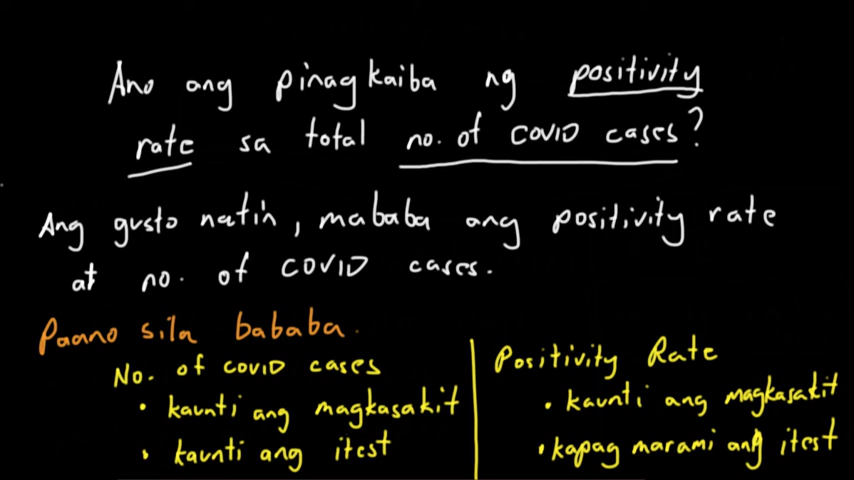 Ano ang pinagkaiba ng positivity
rate sa total no. of COVID cases?
Ang gusto natin, mababa ang positivity rate
at no. of COVID cases.
Paano sila bababa.
No. of COVID cases
• kaunti ang magkasakit
• kaunti ang itest
Positivity Rate
• kaunti ang magkasakit
• kapag marami ang itest